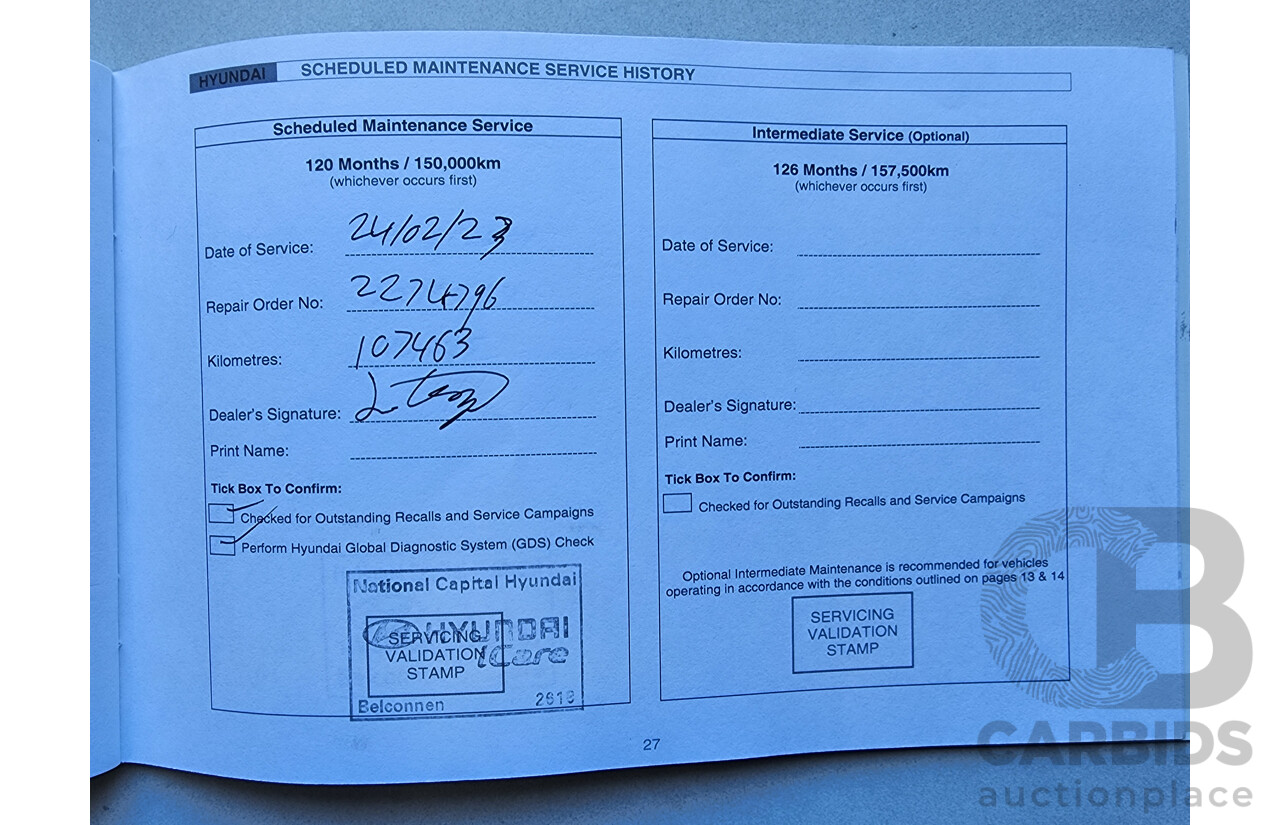 HYUNDAI SCHEDULED MAINTENANCE SERVICE HISTORY
Scheduled Maintenance Service
120 Months / 150,000km
(whichever occurs first)
Date of Service: 24/02/23
Repair Order No: 2274796
Kilometres: 107463
Dealer's Signature:
Print Name:
Tick Box To Confirm:
Checked for Outstanding Recalls and Service Campaigns
Perform Hyundai Global Diagnostic System (GDS) Check
National Capital Hyundai
HYUNDAI
iCare
SERVICING
VALIDATION
STAMP
Belconnen 2613
Intermediate Service (Optional)
126 Months / 157,500km
(whichever occurs first)
Date of Service:
Repair Order No:
Kilometres:
Dealer's Signature:
Print Name:
Tick Box To Confirm:
Checked for Outstanding Recalls and Service Campaigns
Optional Intermediate Maintenance is recommended for vehicles
operating in accordance with the conditions outlined on pages 13 & 14
SERVICING
VALIDATION
STAMP
27
CB
CARBIDS
auctionplace